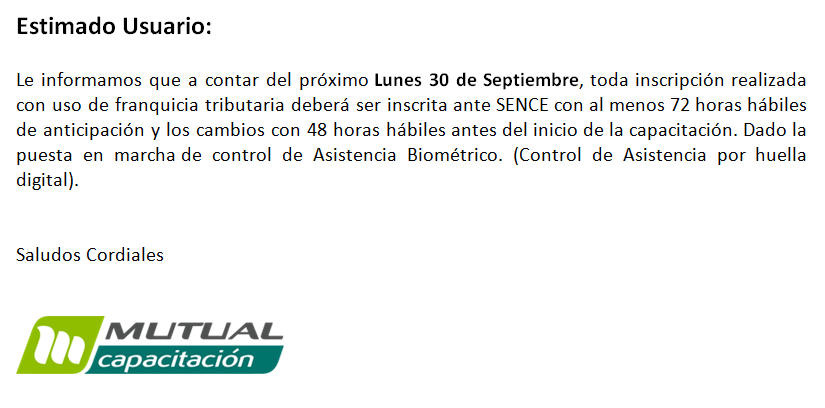 Estimado Usuario:
Le informamos que a contar del próximo Lunes 30 de Septiembre, toda inscripción realizada
con uso de franquicia tributaria deberá ser inscrita ante SENCE con al menos 72 horas hábiles
de anticipación y los cambios con 48 horas hábiles antes del inicio de la capacitación. Dado la
puesta en marcha de control de Asistencia Biométrico. (Control de Asistencia por huella
digital).
Saludos Cordiales
MUTUAL
capacitación